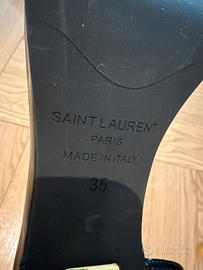 SAINT LAURENT
PARIS
MADE IN ITALY
35